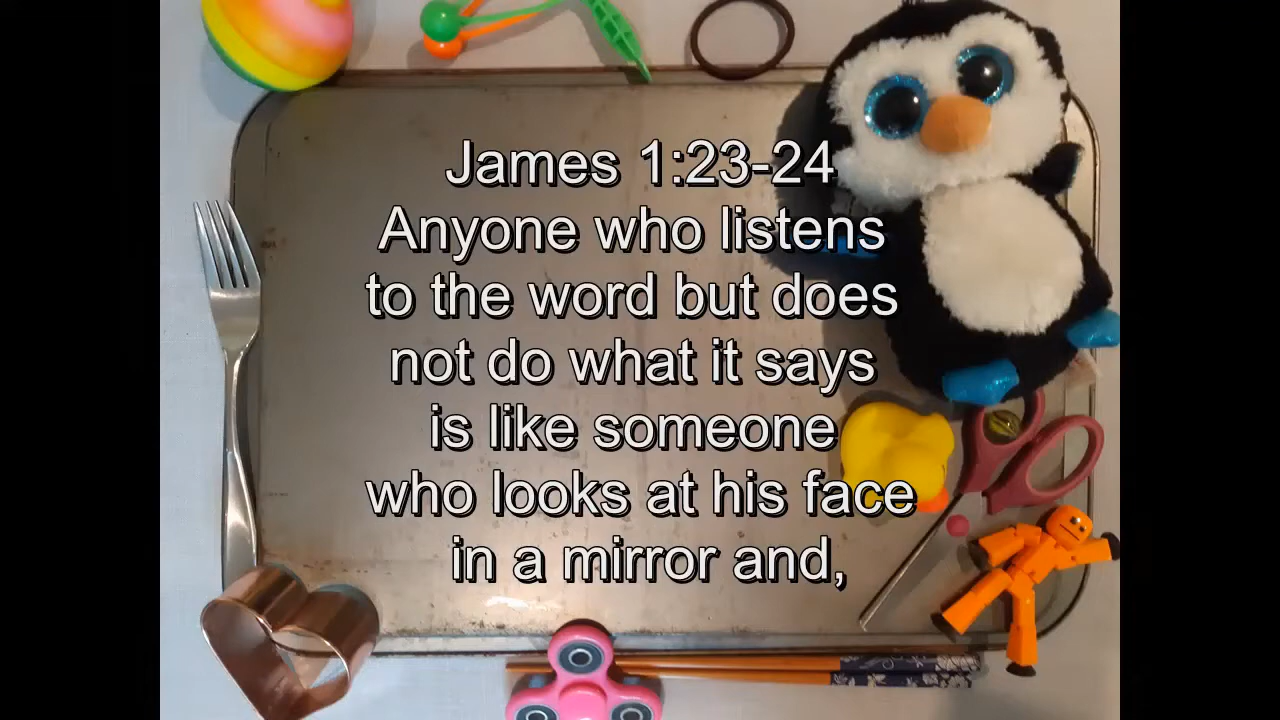 James 1:23-24
Anyone who listens
to the word but does
not do what it says
is like someone
who looks at his face
in a mirror and,